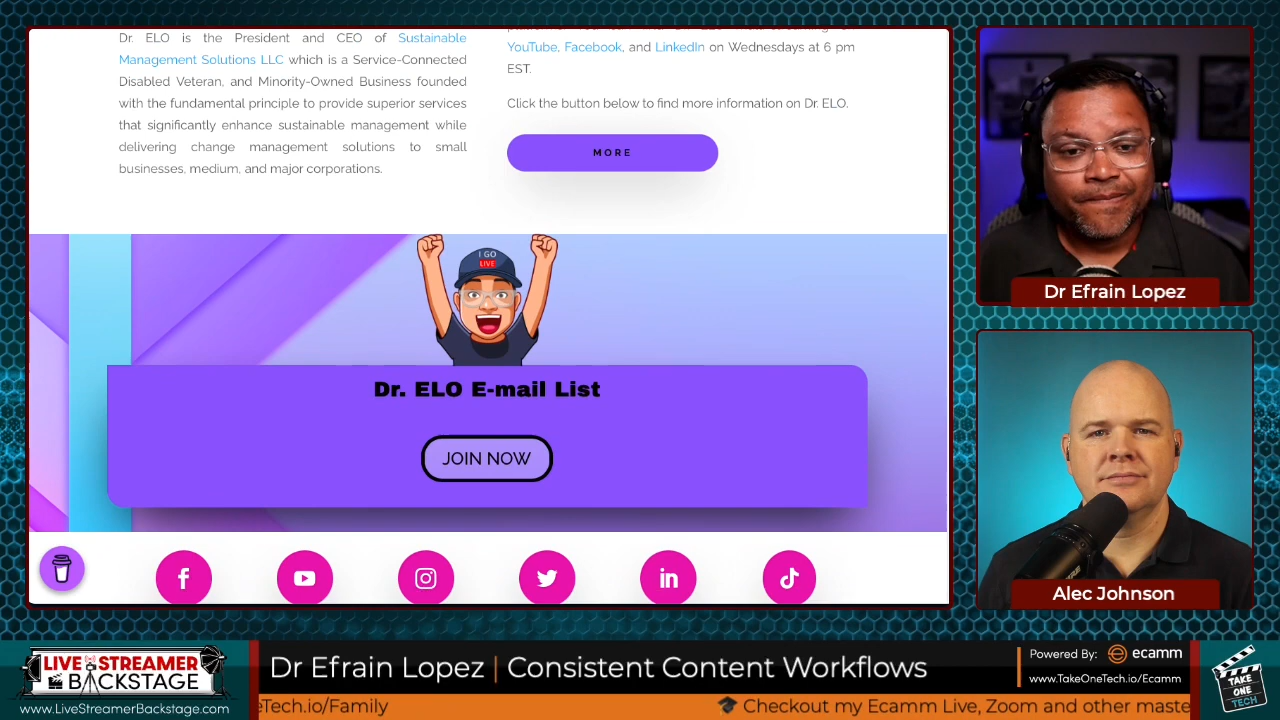 Dr. ELO is the President and CEO of Sustainable
Management Solutions LLC which is a Service-Connected
Disabled Veteran, and Minority-Owned Business founded
with the fundamental principle to provide superior services
that significantly enhance sustainable management while
delivering change management solutions to small
businesses, medium, and major corporations.
YouTube, Facebook, and LinkedIn on Wednesdays at 6 pm
EST.
Click the button below to find more information on Dr. ELO.
MORE
I GO
LIVE
Dr. ELO E-mail List
JOIN NOW
Dr Efrain Lopez
Alec Johnson
LIVE STREAMER
BACKSTAGE
www.LiveStreamerBackstage.com
Dr Efrain Lopez | Consistent Content Workflows
Powered By: ecamm
www.TakeOneTech.io/Ecamm
eTech.io/Family
Checkout my Ecamm Live, Zoom and other maste
TAKE
ONE
TECH